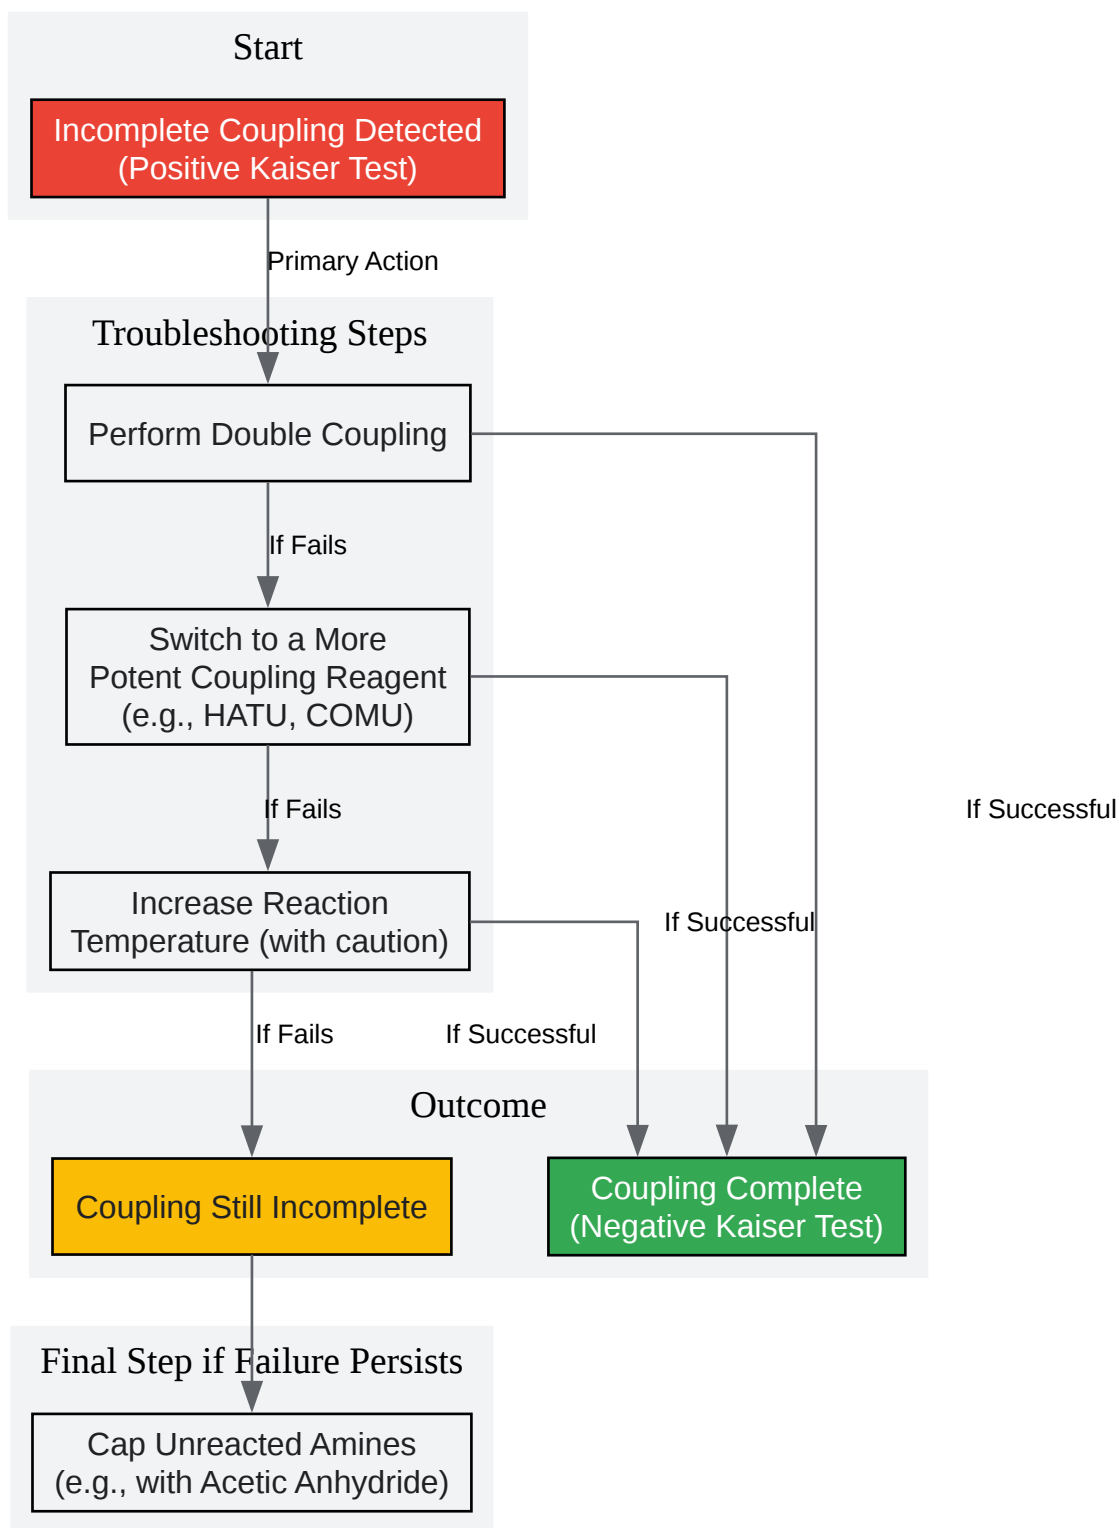 Start
Incomplete Coupling Detected
(Positive Kaiser Test)
Primary Action
Troubleshooting Steps
Perform Double Coupling
If Fails
Switch to a More
Potent Coupling Reagent
(e.g., HATU, COMU)
If Fails
If Successful
Increase Reaction
Temperature (with caution)
If Successful
If Fails
If Successful
Outcome
Coupling Still Incomplete
Coupling Complete
(Negative Kaiser Test)
Final Step if Failure Persists
Cap Unreacted Amines
(e.g., with Acetic Anhydride)